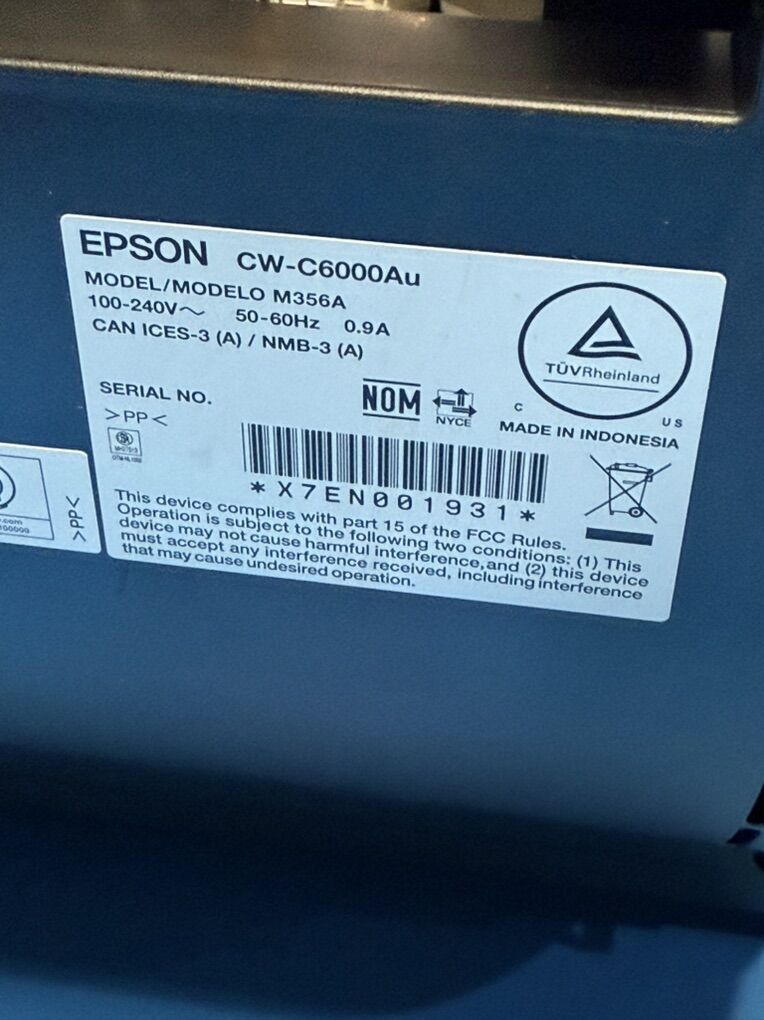 EPSON CW-C6000Au
MODEL/MODELO M356A
100-240V～ 50-60Hz 0.9A
CAN ICES-3 (A) / NMB-3 (A)
TÜVRheinland
C US
SERIAL NO.
>PP<
NOM
NYCE
MADE IN INDONESIA
*X7EN001931*
This device complies with part 15 of the FCC Rules.
Operation is subject to the following two conditions: (1) This
device may not cause harmful interference,and (2) this device
must accept any interference received, including interference
that may cause undesired operation.
>PP<